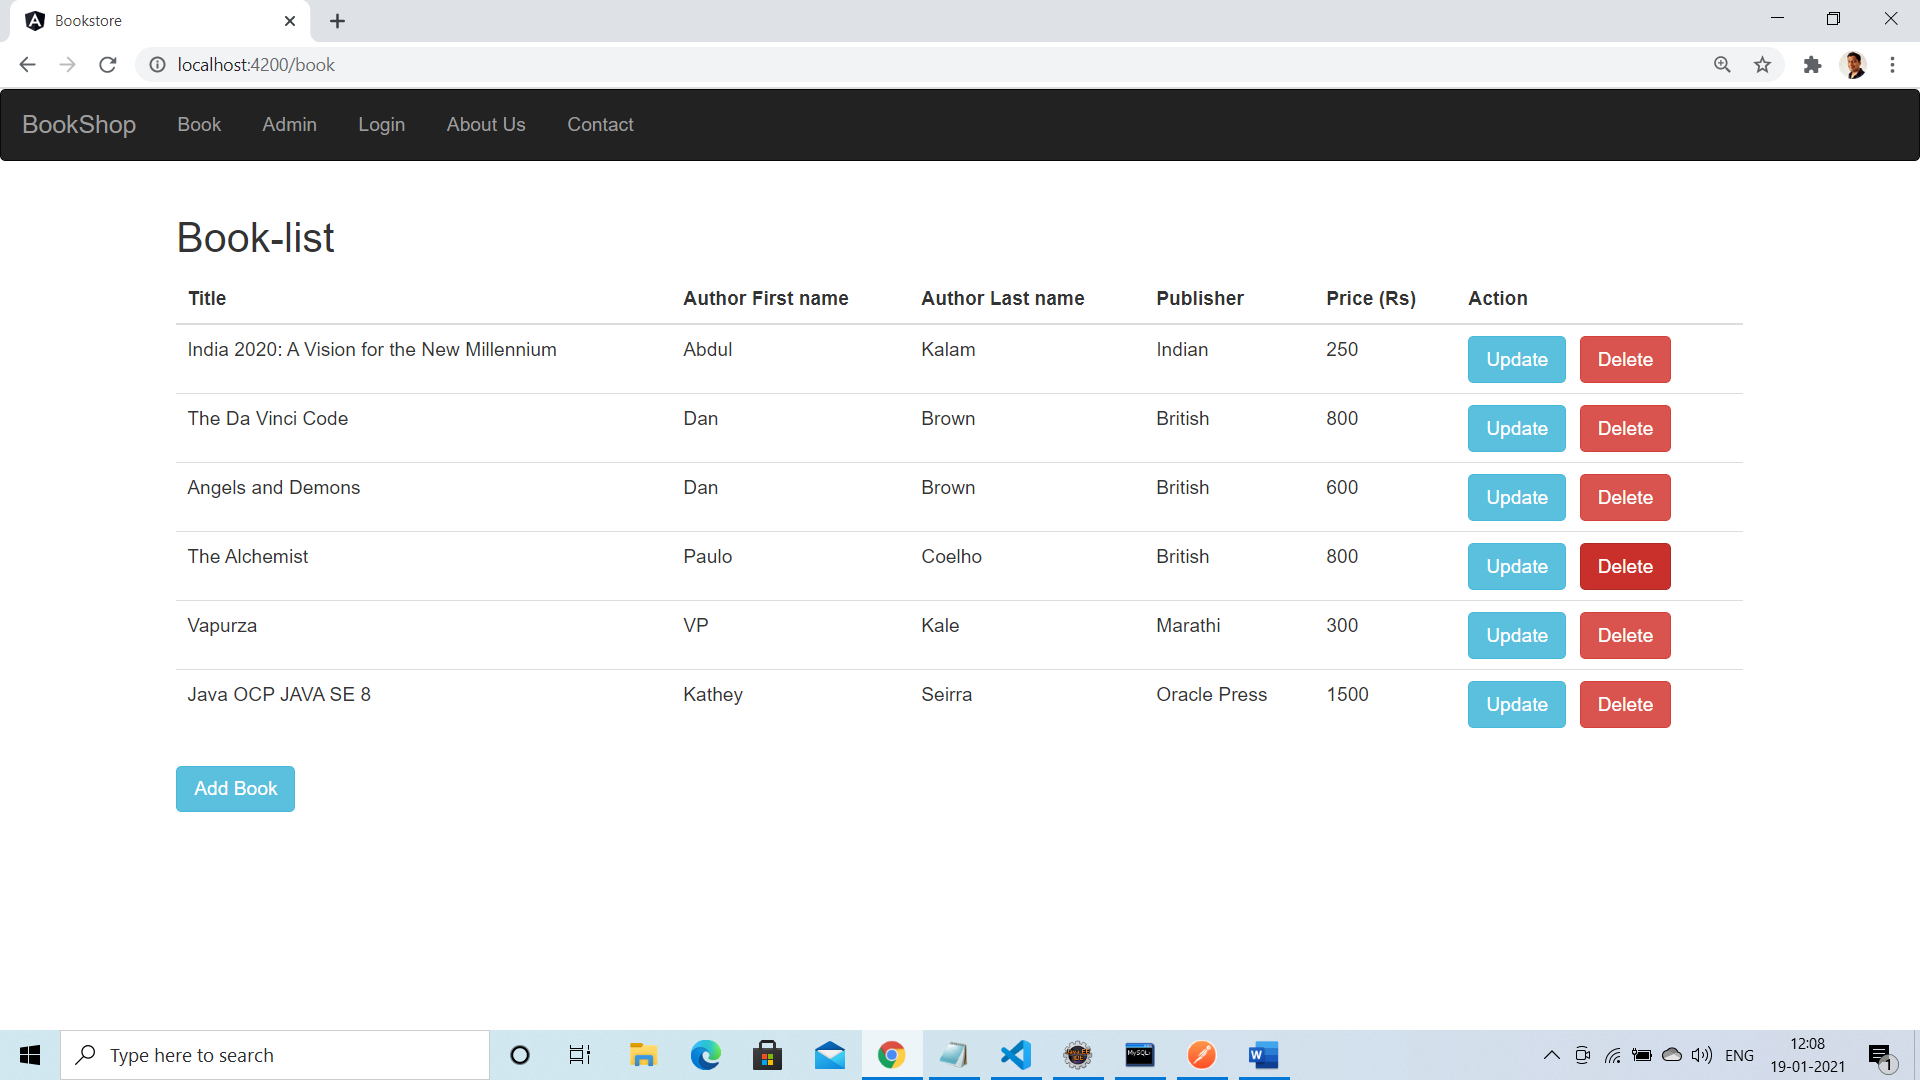 Bookstore
localhost:4200/book
BookShop Book Admin Login About Us Contact
Book-list
Title Author First name Author Last name Publisher Price (Rs) Action
India 2020: A Vision for the New Millennium Abdul Kalam Indian 250 Update Delete
The Da Vinci Code Dan Brown British 800 Update Delete
Angels and Demons Dan Brown British 600 Update Delete
The Alchemist Paulo Coelho British 800 Update Delete
Vapurza VP Kale Marathi 300 Update Delete
Java OCP JAVA SE 8 Kathey Seirra Oracle Press 1500 Update Delete
Add Book
Type here to search
ENG
12:08
19-01-2021
1